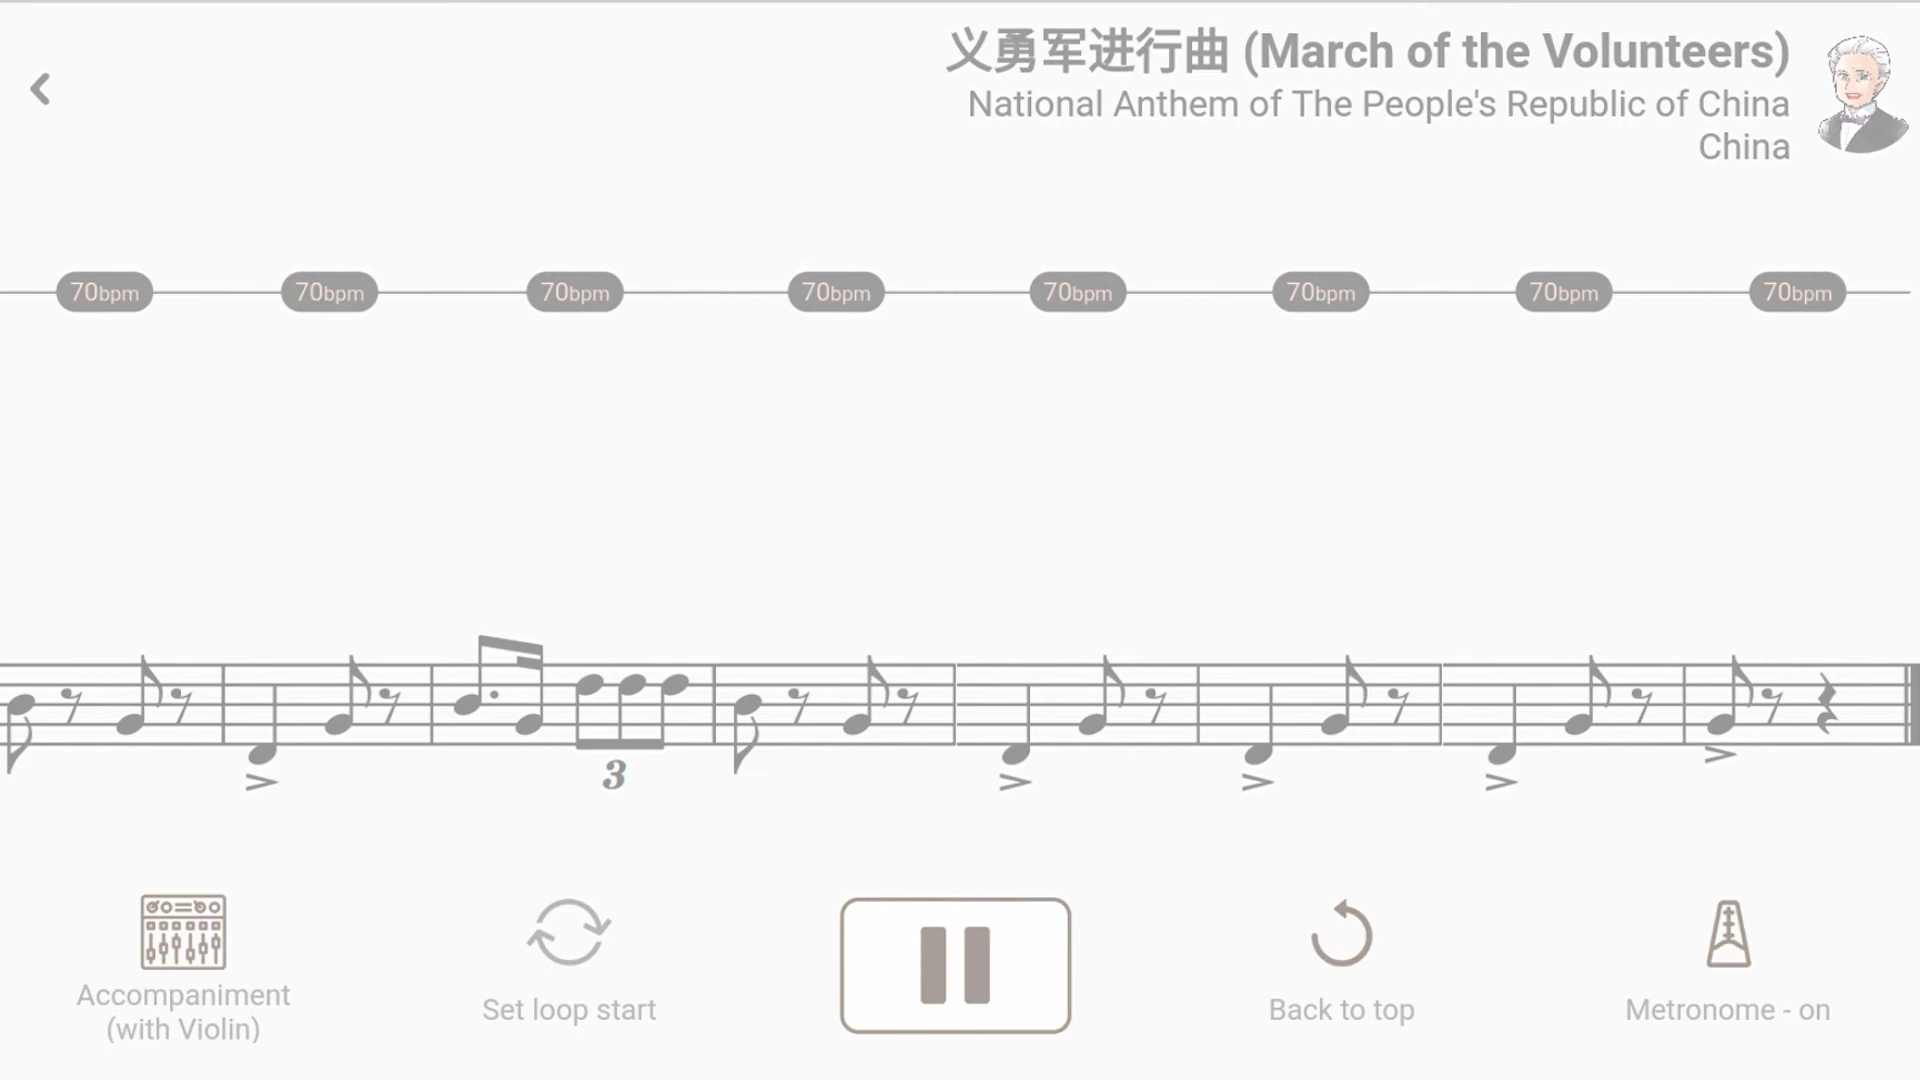 义勇军进行曲 (March of the Volunteers)
National Anthem of The People's Republic of China
China
70bpm 70bpm 70bpm 70bpm 70bpm 70bpm 70bpm 70bpm
3
Accompaniment
(with Violin)
Set loop start
Back to top
Metronome - on